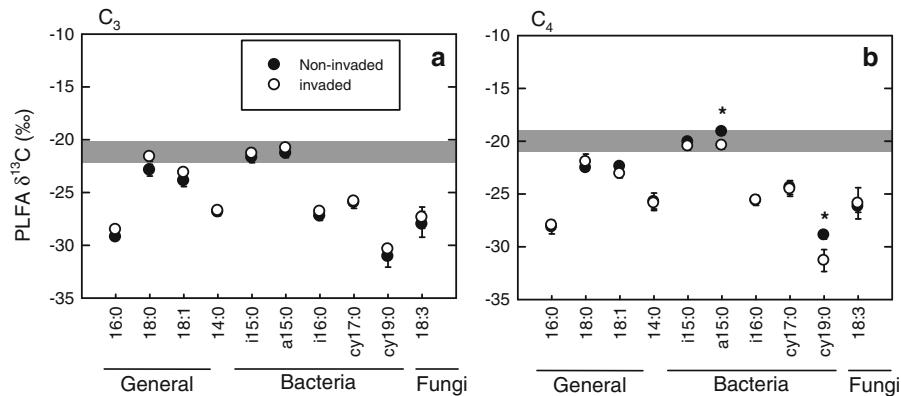 C3
C4
a
b
Non-invaded
invaded
PLFA δ13C (‰)
-10
-15
-20
-25
-30
-35
-10
-15
-20
-25
-30
-35
*
*
16:0
18:0
18:1
14:0
i15:0
a15:0
i16:0
cy17:0
cy19:0
18:3
16:0
18:0
18:1
14:0
i15:0
a15:0
i16:0
cy17:0
cy19:0
18:3
General
Bacteria
Fungi
General
Bacteria
Fungi